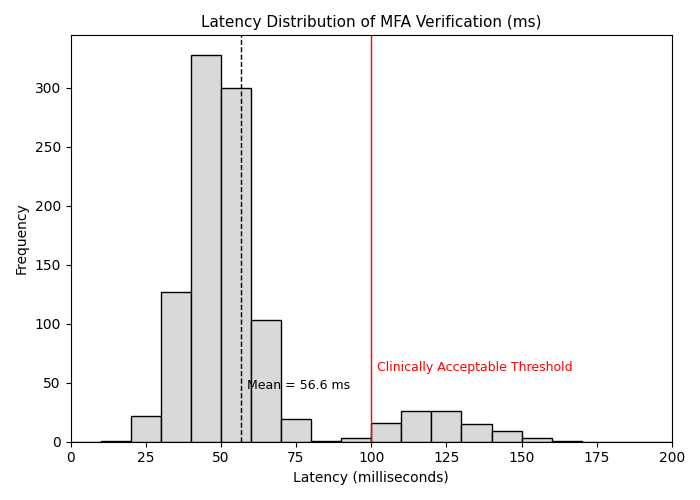 Latency Distribution of MFA Verification (ms)
Frequency
300
250
200
150
100
50
0
Clinically Acceptable Threshold
Mean = 56.6 ms
0 25 50 75 100 125 150 175 200
Latency (milliseconds)